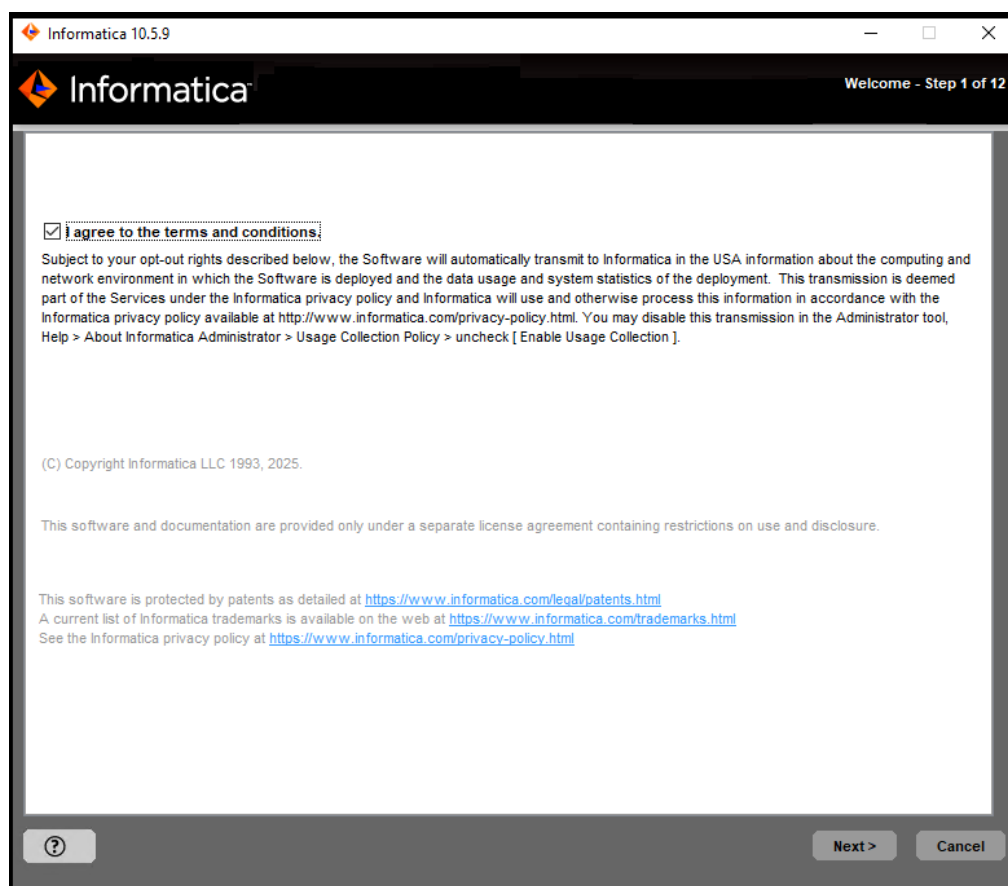 Informatica 10.5.9
Informatica
Welcome - Step 1 of 12
I agree to the terms and conditions.
Subject to your opt-out rights described below, the Software will automatically transmit to Informatica in the USA information about the computing and
network environment in which the Software is deployed and the data usage and system statistics of the deployment. This transmission is deemed
part of the Services under the Informatica privacy policy and Informatica will use and otherwise process this information in accordance with the
Informatica privacy policy available at http://www.informatica.com/privacy-policy.html. You may disable this transmission in the Administrator tool,
Help > About Informatica Administrator > Usage Collection Policy > uncheck [ Enable Usage Collection ].
(C) Copyright Informatica LLC 1993, 2025.
This software and documentation are provided only under a separate license agreement containing restrictions on use and disclosure.
This software is protected by patents as detailed at https://www.informatica.com/legal/patents.html
A current list of Informatica trademarks is available on the web at https://www.informatica.com/trademarks.html
See the Informatica privacy policy at https://www.informatica.com/privacy-policy.html
?
Next >
Cancel